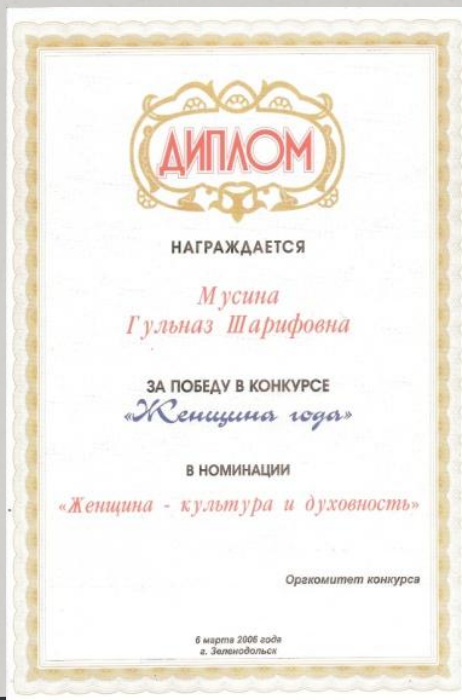 ДИПЛОМ
НАГРАЖДАЕТСЯ
Мусина
Гульназ Шарифовна
ЗА ПОБЕДУ В КОНКУРСЕ
«Женщина года»
В НОМИНАЦИИ
«Женщина - культура и духовность»
Оргкомитет конкурса
6 марта 2006 года
г. Зеленодольск